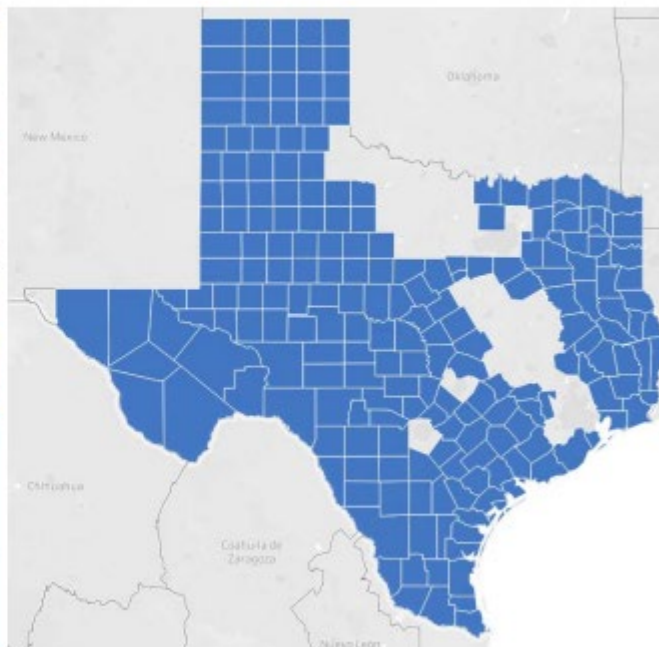 Oklahoma
New Mexico
Chihuahua
Coahuila de
Zaragoza
Nuevo León